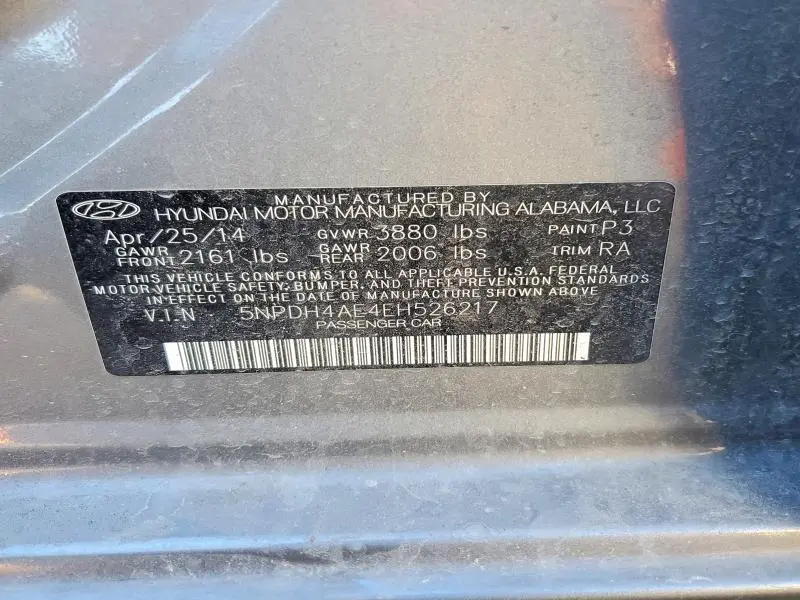 MANUFACTURED BY
HYUNDAI MOTOR MANUFACTURING ALABAMA, LLC
Apr/25/14 GVWR 3880 lbs PAINT P3
GAWR FRONT 2161 lbs GAWR REAR 2006 lbs TRIM RA
THIS VEHICLE CONFORMS TO ALL APPLICABLE U.S.A. FEDERAL
MOTOR VEHICLE SAFETY, BUMPER, AND THEFT PREVENTION STANDARDS
IN EFFECT ON THE DATE OF MANUFACTURE SHOWN ABOVE
V.I.N 5NPDH4AE4EH526217
PASSENGER CAR